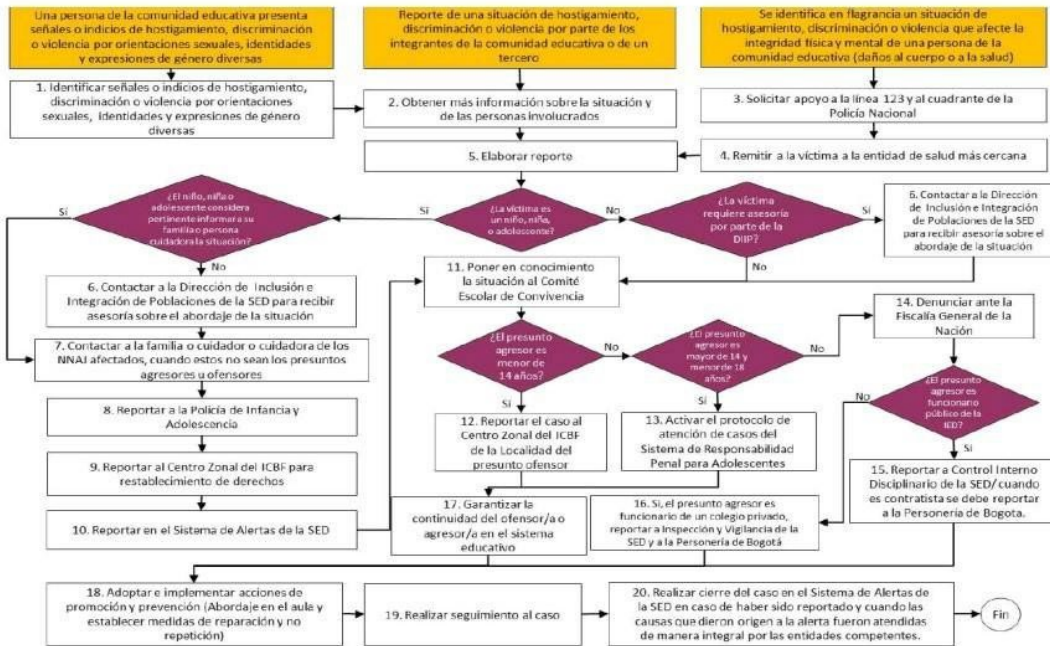 Una persona de la comunidad educativa presenta
señales o indicios de hostigamiento, discriminación
o violencia por orientaciones sexuales, identidades
y expresiones de género diversas
Reporte de una situación de hostigamiento,
discriminación o violencia por parte de los
integrantes de la comunidad educativa o de un
tercero
Se identifica en flagrancia un situación de
hostigamiento, discriminación o violencia que afecte la
integridad física y mental de una persona de la
comunidad educativa (daños al cuerpo o a la salud)
1. Identificar señales o indicios de hostigamiento,
discriminación o violencia por orientaciones
sexuales, identidades y expresiones de género
diversas
2. Obtener más información sobre la situación y
de las personas involucrados
3. Solicitar apoyo a la línea 123 y al cuadrante de la
Policía Nacional
5. Elaborar reporte
4. Remitir a la víctima a la entidad de salud más cercana
¿El niño, niña o
adolescente considera
pertinente informar a su
familia o persona
cuidadora la situación?
Sí
No
Sí
¿La víctima es
un niño, niña,
o adolescente?
No
¿La víctima
requiere asesoría
por parte de la
DIIP?
Sí
No
6. Contactar a la Dirección
de Inclusión e Integración
de Poblaciones de la SED
para recibir asesoría sobre el
abordaje de la situación
6. Contactar a la Dirección de Inclusión e
Integración de Poblaciones de la SED para recibir
asesoría sobre el abordaje de la situación
11. Poner en conocimiento
la situación al Comité
Escolar de Convivencia
7. Contactar a la familia o cuidador o cuidadora de los
NNAJ afectados, cuando estos no sean los presuntos
agresores u ofensores
¿El presunto
agresor es
menor de
14 años?
No
Sí
¿El presunto
agresor es
mayor de 14 y
menor de 18
años?
No
Sí
14. Denunciar ante la
Fiscalía General de la
Nación
8. Reportar a la Policía de Infancia y
Adolescencia
12. Reportar el caso al
Centro Zonal del ICBF
de la Localidad del
presunto ofensor
13. Activar el protocolo de
atención de casos del
Sistema de Responsabilidad
Penal para Adolescentes
No
¿El presunto
agresor es
funcionario
público de la
IED?
Sí
9. Reportar al Centro Zonal del ICBF para
restablecimiento de derechos
10. Reportar en el Sistema de Alertas de la SED
17. Garantizar la
continuidad del ofensor/a o
agresor/a en el sistema
educativo
16. Si, el presunto agresor es
funcionario de un colegio privado,
reportar a Inspección y Vigilancia de la
SED y a la Personería de Bogotá
15. Reportar a Control Interno
Disciplinario de la SED/ cuando
es contratista se debe reportar
a la Personería de Bogota.
18. Adoptar e implementar acciones de
promoción y prevención (Abordaje en el aula y
establecer medidas de reparación y no
repetición)
19. Realizar seguimiento al caso
20. Realizar cierre del caso en el Sistema de Alertas de
la SED en caso de haber sido reportado y cuando las
causas que dieron origen a la alerta fueron atendidas
de manera integral por las entidades competentes.
Fin